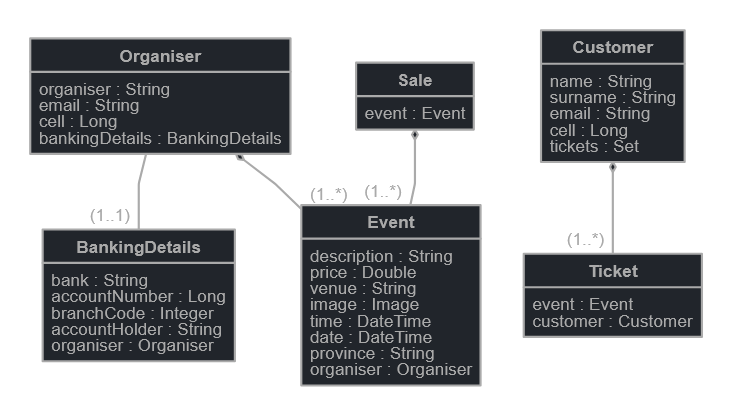 Organiser
organiser : String
email : String
cell : Long
bankingDetails : BankingDetails
Sale
event : Event
Customer
name : String
surname : String
email : String
cell : Long
tickets : Set
(1..1)
(1..*)
(1..*)
(1..*)
BankingDetails
bank : String
accountNumber : Long
branchCode : Integer
accountHolder : String
organiser : Organiser
Event
description : String
price : Double
venue : String
image : Image
time : DateTime
date : DateTime
province : String
organiser : Organiser
Ticket
event : Event
customer : Customer